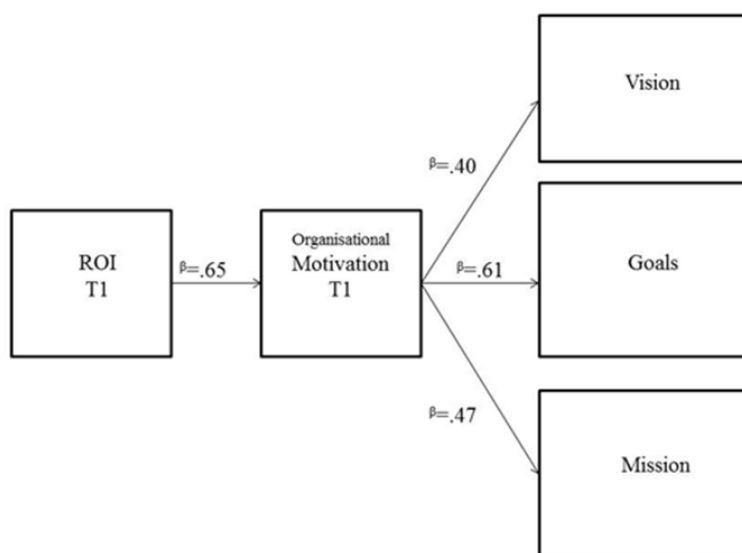 Vision
β=.40
ROI
T1
β=.65
Organisational
Motivation
T1
β=.61
Goals
β=.47
Mission